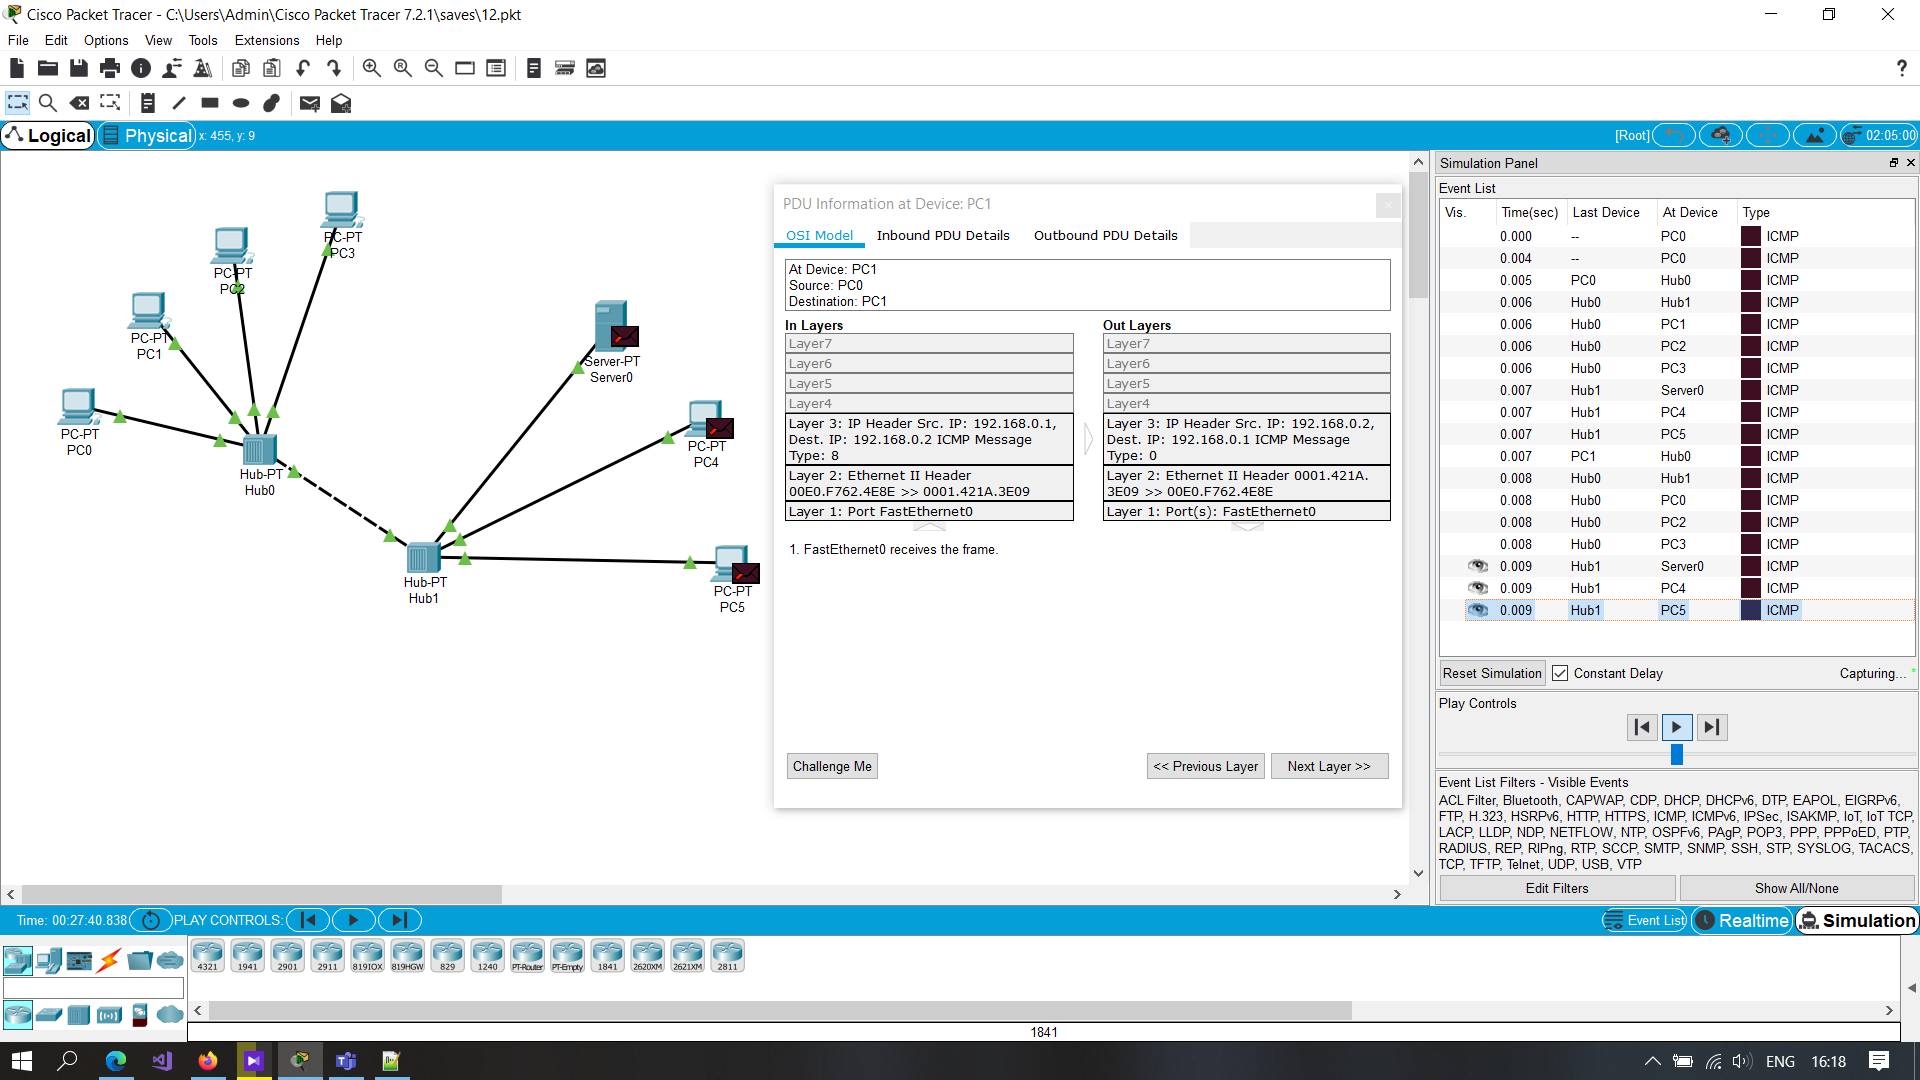 Cisco Packet Tracer - C:\Users\Admin\Cisco Packet Tracer 7.2.1\saves\12.pkt
File Edit Options View Tools Extensions Help
?
Logical Physical x: 455, y: 9 [Root] 02:05:00
PC-PT
PC3
PC-PT
PC2
PC-PT
PC1
PC-PT
PC0
Hub-PT
Hub0
Server-PT
Server0
PC-PT
PC4
Hub-PT
Hub1
PC-PT
PC5
PDU Information at Device: PC1
OSI Model Inbound PDU Details Outbound PDU Details
At Device: PC1
Source: PC0
Destination: PC1
In Layers
Layer7
Layer6
Layer5
Layer4
Layer 3: IP Header Src. IP: 192.168.0.1,
Dest. IP: 192.168.0.2 ICMP Message
Type: 8
Layer 2: Ethernet II Header
00E0.F762.4E8E >> 0001.421A.3E09
Layer 1: Port FastEthernet0
Out Layers
Layer7
Layer6
Layer5
Layer4
Layer 3: IP Header Src. IP: 192.168.0.2,
Dest. IP: 192.168.0.1 ICMP Message
Type: 0
Layer 2: Ethernet II Header 0001.421A.
3E09 >> 00E0.F762.4E8E
Layer 1: Port(s): FastEthernet0
1. FastEthernet0 receives the frame.
Challenge Me << Previous Layer Next Layer >>
Simulation Panel
Event List
Vis. Time(sec) Last Device At Device Type
0.000 -- PC0 ICMP
0.004 -- PC0 ICMP
0.005 PC0 Hub0 ICMP
0.006 Hub0 Hub1 ICMP
0.006 Hub0 PC1 ICMP
0.006 Hub0 PC2 ICMP
0.006 Hub0 PC3 ICMP
0.007 Hub1 Server0 ICMP
0.007 Hub1 PC4 ICMP
0.007 Hub1 PC5 ICMP
0.007 PC1 Hub0 ICMP
0.008 Hub0 Hub1 ICMP
0.008 Hub0 PC0 ICMP
0.008 Hub0 PC2 ICMP
0.008 Hub0 PC3 ICMP
0.009 Hub1 Server0 ICMP
0.009 Hub1 PC4 ICMP
0.009 Hub1 PC5 ICMP
Reset Simulation Constant Delay Capturing... *
Play Controls
Event List Filters - Visible Events
ACL Filter, Bluetooth, CAPWAP, CDP, DHCP, DHCPv6, DTP, EAPOL, EIGRPv6,
FTP, H.323, HSRPv6, HTTP, HTTPS, ICMP, ICMPv6, IPSec, ISAKMP, IoT, IoT TCP,
LACP, LLDP, NDP, NETFLOW, NTP, OSPFv6, PAgP, POP3, PPP, PPPoED, PTP,
RADIUS, REP, RIPng, RTP, SCCP, SMTP, SNMP, SSH, STP, SYSLOG, TACACS,
TCP, TFTP, Telnet, UDP, USB, VTP
Edit Filters Show All/None
Time: 00:27:40.838 PLAY CONTROLS: Event List Realtime Simulation
4321 1941 2901 2911 819IOX 819HGW 829 1240 PT-Router PT-Empty 1841 2620XM 2621XM 2811
1841
ENG 16:18